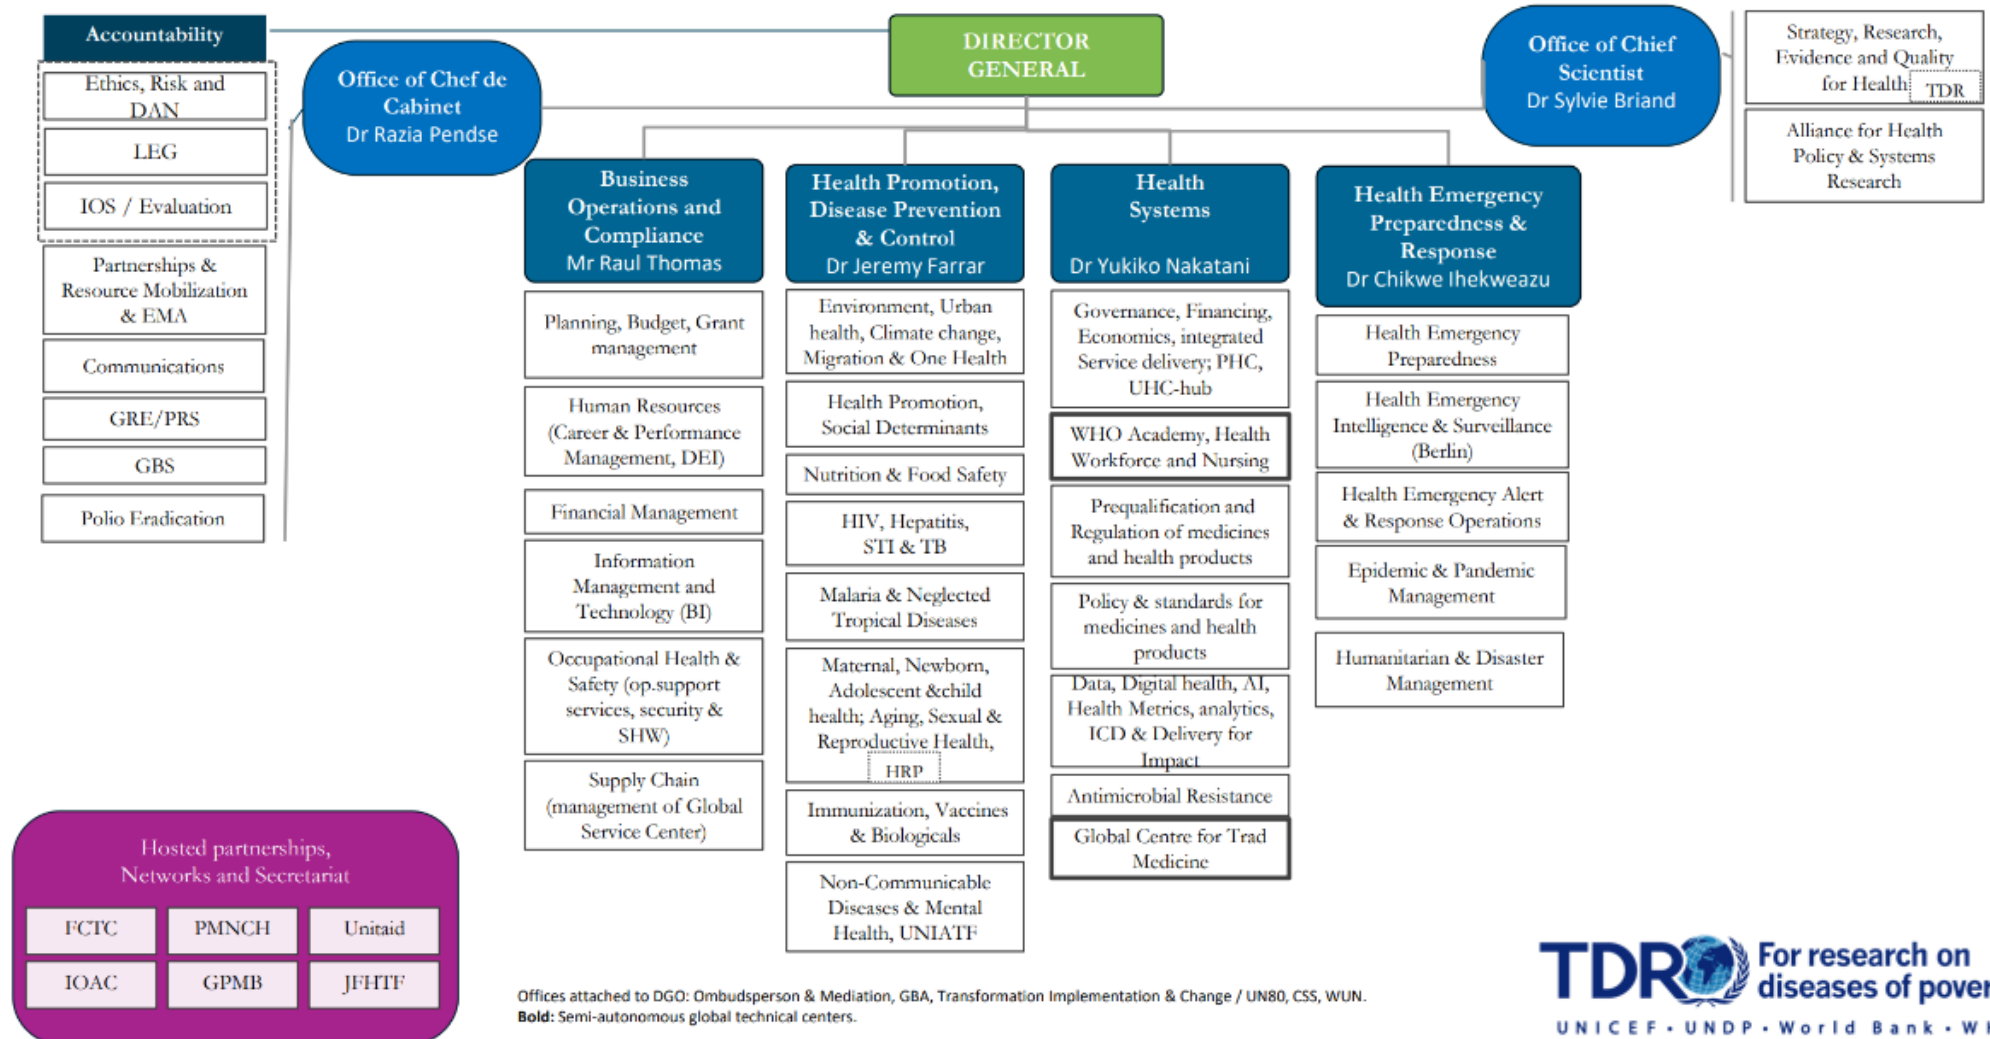 Accountability
Ethics, Risk and
DAN
LEG
IOS / Evaluation
Partnerships &
Resource Mobilization
& EMA
Communications
GRE/PRS
GBS
Polio Eradication
Office of Chef de
Cabinet
Dr Razia Pendse
DIRECTOR
GENERAL
Office of Chief
Scientist
Dr Sylvie Briand
Strategy, Research,
Evidence and Quality
for Health
TDR
Alliance for Health
Policy & Systems
Research
Business
Operations and
Compliance
Mr Raul Thomas
Planning, Budget, Grant
management
Human Resources
(Career & Performance
Management, DEI)
Financial Management
Information
Management and
Technology (BI)
Occupational Health &
Safety (op.support
services, security &
SHW)
Supply Chain
(management of Global
Service Center)
Health Promotion,
Disease Prevention
& Control
Dr Jeremy Farrar
Environment, Urban
health, Climate change,
Migration & One Health
Health Promotion,
Social Determinants
Nutrition & Food Safety
HIV, Hepatitis,
STI & TB
Malaria & Neglected
Tropical Diseases
Maternal, Newborn,
Adolescent &child
health; Aging, Sexual &
Reproductive Health,
HRP
Immunization, Vaccines
& Biologicals
Non-Communicable
Diseases & Mental
Health, UNIATF
Health
Systems
Dr Yukiko Nakatani
Governance, Financing,
Economics, integrated
Service delivery; PHC,
UHC-hub
WHO Academy, Health
Workforce and Nursing
Prequalification and
Regulation of medicines
and health products
Policy & standards for
medicines and health
products
Data, Digital health, AI,
Health Metrics, analytics,
ICD & Delivery for
Impact
Antimicrobial Resistance
Global Centre for Trad
Medicine
Health Emergency
Preparedness &
Response
Dr Chikwe Ihekweazu
Health Emergency
Preparedness
Health Emergency
Intelligence & Surveillance
(Berlin)
Health Emergency Alert
& Response Operations
Epidemic & Pandemic
Management
Humanitarian & Disaster
Management
Hosted partnerships,
Networks and Secretariat
FCTC
PMNCH
Unitaid
IOAC
GPMB
JFHTF
Offices attached to DGO: Ombudsperson & Mediation, GBA, Transformation Implementation & Change / UN80, CSS, WUN.
Bold: Semi-autonomous global technical centers.
TDR
For research on
diseases of pover
UNICEF • UNDP • World Bank • WH